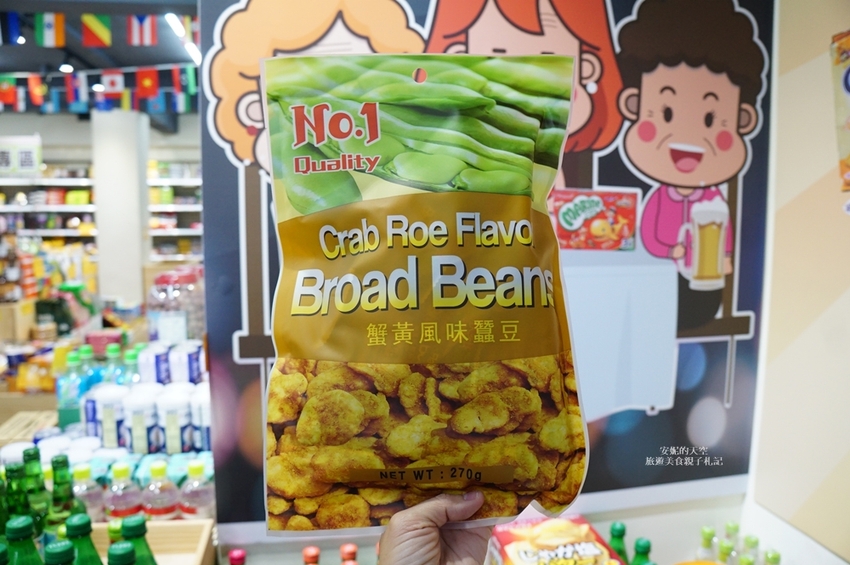 No.1
Quality
Crab Roe Flavo
Broad Beans
蟹黃風味蠶豆
NET WT : 270g
安妮的天空
旅遊美食親子札記